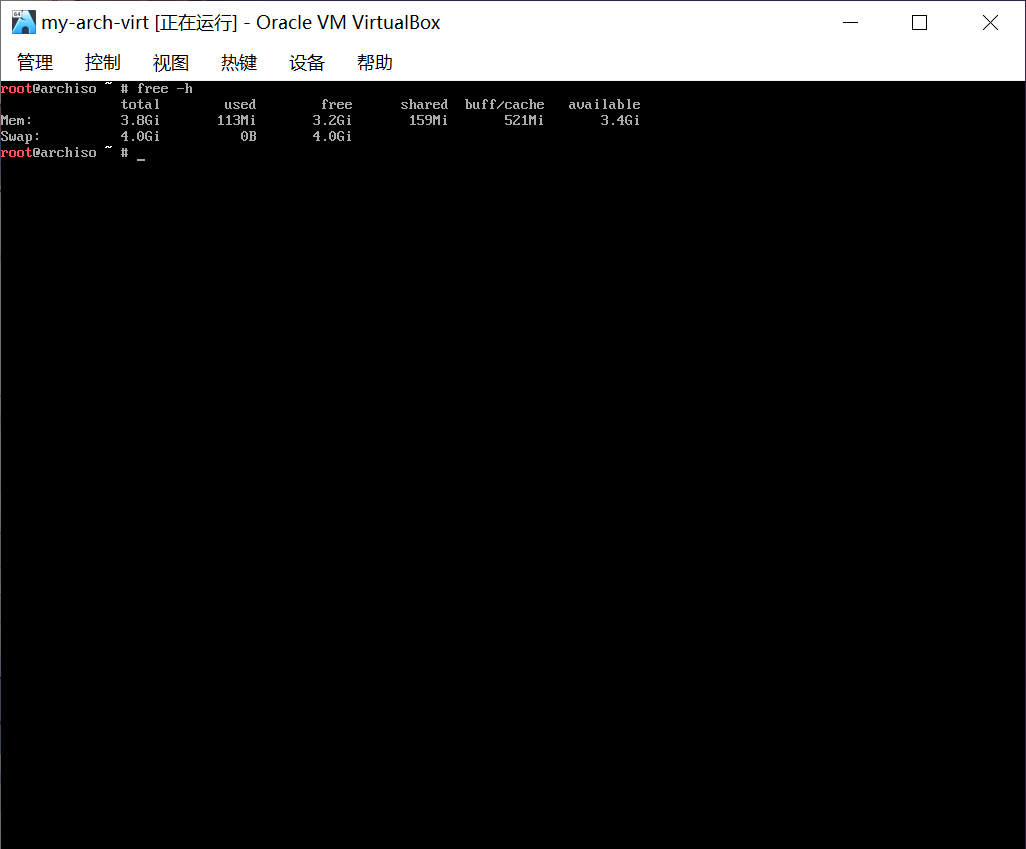 my-arch-virt [正在运行] - Oracle VM VirtualBox
管理 控制 视图 热键 设备 帮助
root@archiso ~ # free -h
total used free shared buff/cache available
Mem: 3.8Gi 113Mi 3.2Gi 159Mi 521Mi 3.4Gi
Swap: 4.0Gi 0B 4.0Gi
root@archiso ~ # _